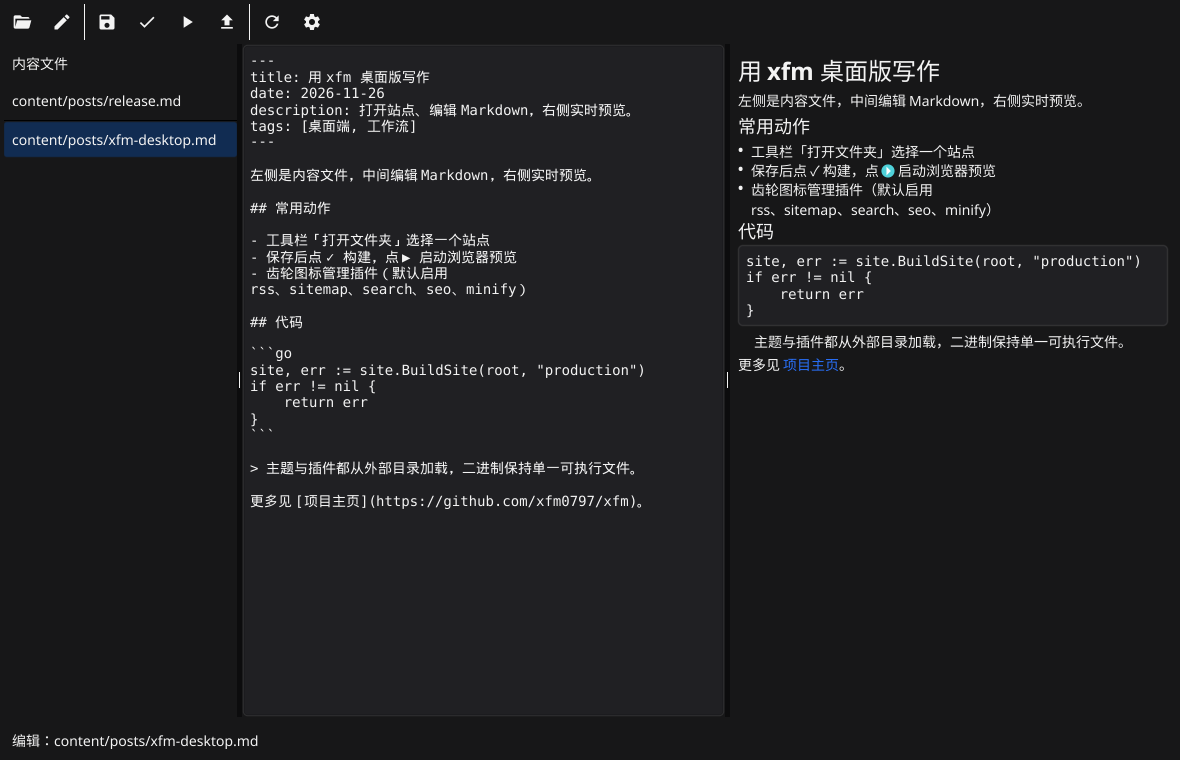 内容文件
content/posts/release.md
content/posts/xfm-desktop.md
---
title: 用 xfm 桌面版写作
date: 2026-11-26
description: 打开站点、编辑 Markdown，右侧实时预览。
tags: [桌面端, 工作流]
---
左侧是内容文件，中间编辑 Markdown，右侧实时预览。
## 常用动作
- 工具栏「打开文件夹」选择一个站点
- 保存后点 ✓ 构建，点 ▶ 启动浏览器预览
- 齿轮图标管理插件（默认启用
rss、sitemap、search、seo、minify）
## 代码
```go
site, err := site.BuildSite(root, "production")
if err != nil {
    return err
}
```
> 主题与插件都从外部目录加载，二进制保持单一可执行文件。
更多见 [项目主页](https://github.com/xfm0797/xfm)。
用 xfm 桌面版写作
左侧是内容文件，中间编辑 Markdown，右侧实时预览。
常用动作
• 工具栏「打开文件夹」选择一个站点
• 保存后点 ✓ 构建，点 ▶ 启动浏览器预览
• 齿轮图标管理插件（默认启用
rss、sitemap、search、seo、minify）
代码
site, err := site.BuildSite(root, "production")
if err != nil {
    return err
}
主题与插件都从外部目录加载，二进制保持单一可执行文件。
更多见 项目主页。
编辑：content/posts/xfm-desktop.md